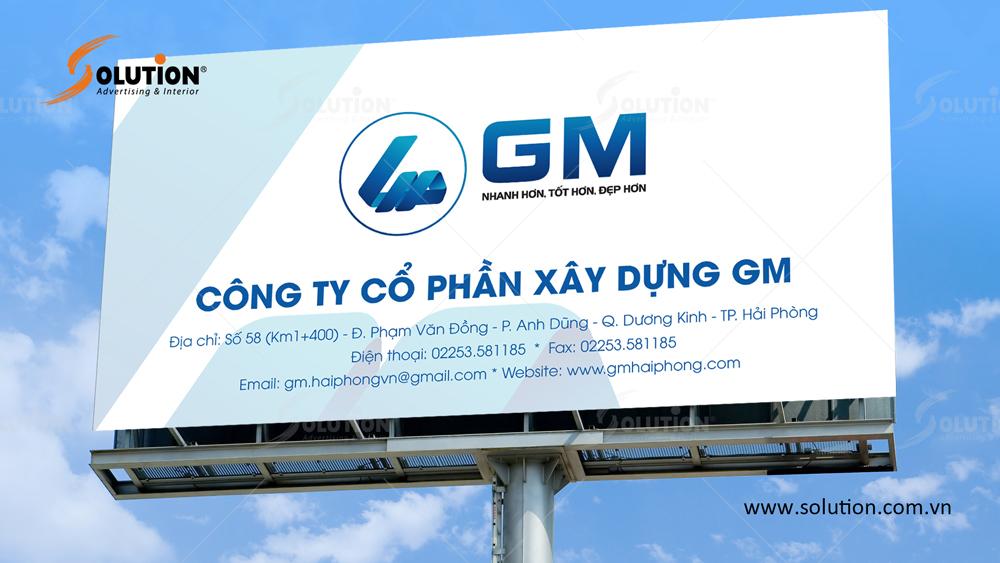 SOLUTION®
Advertising & Interior
GM
NHANH HƠN. TỐT HƠN. ĐẸP HƠN
CÔNG TY CỔ PHẦN XÂY DỰNG GM
Địa chỉ: Số 58 (Km1+400) - Đ. Phạm Văn Đồng - P. Anh Dũng - Q. Dương Kinh - TP. Hải Phòng
Điện thoại: 02253.581185 * Fax: 02253.581185
Email: gm.haiphongvn@gmail.com * Website: www.gmhaiphong.com
www.solution.com.vn